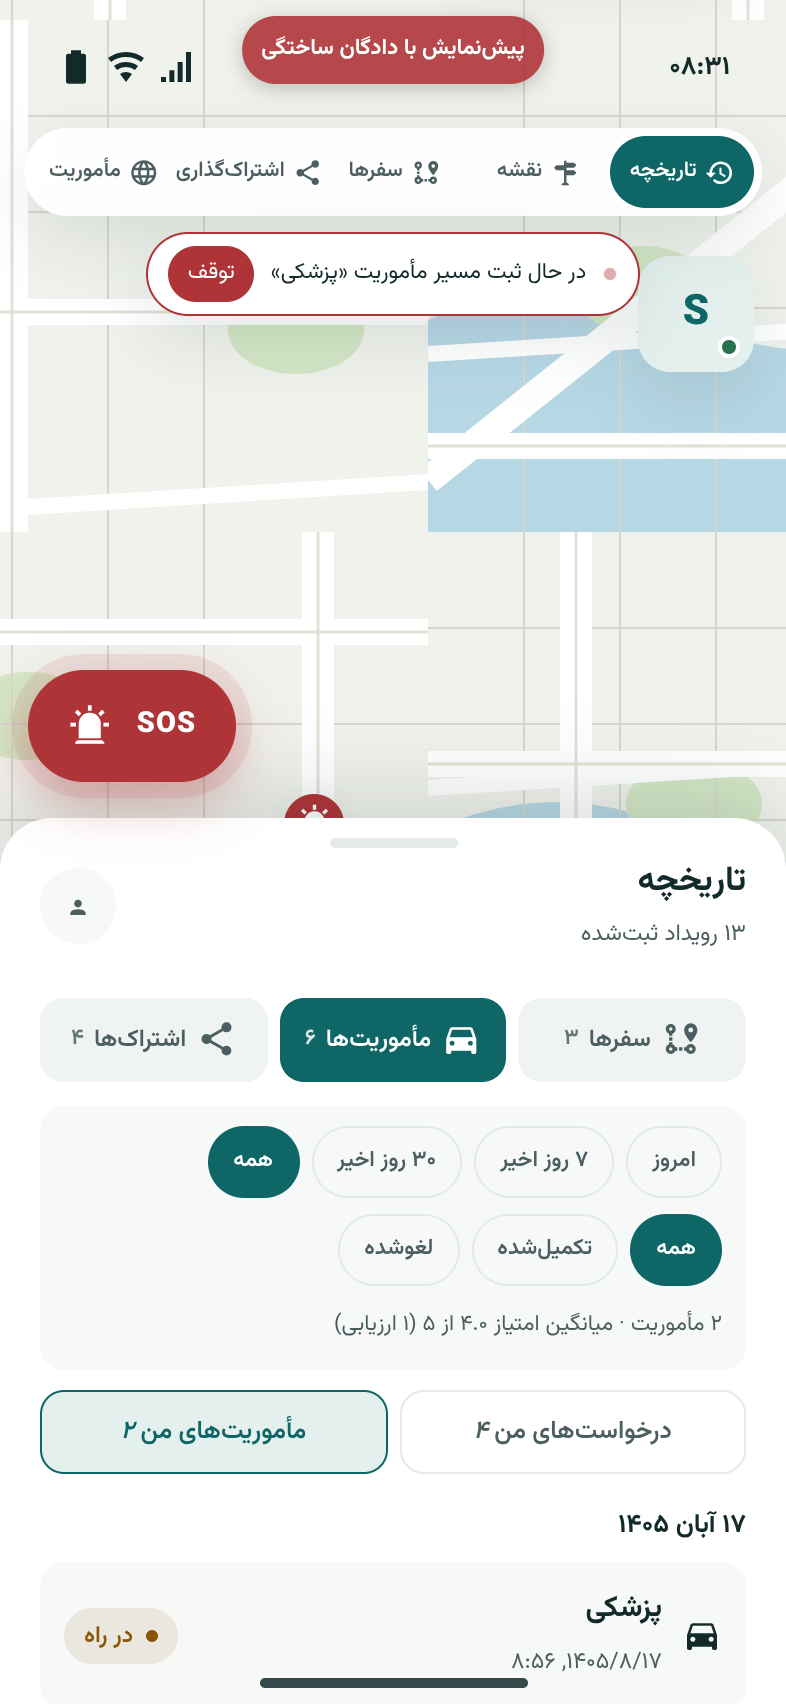 پیش‌نمایش با دادگان ساختگی
۰۸:۳۱
تاریخچه
نقشه
سفرها
اشتراک‌گذاری
مأموریت
در حال ثبت مسیر مأموریت «پزشکی»
توقف
S
SOS
تاریخچه
۱۳ رویداد ثبت‌شده
سفرها ۳
مأموریت‌ها ۶
اشتراک‌ها ۴
امروز
۷ روز اخیر
۳۰ روز اخیر
همه
همه
تکمیل‌شده
لغوشده
۲ مأموریت · میانگین امتیاز ۴.۰ از ۵ (۱ ارزیابی)
درخواست‌های من ۴
مأموریت‌های من ۲
۱۷ آبان ۱۴۰۵
پزشکی
۱۴۰۵/۸/۱۷, ۸:۵۶
در راه